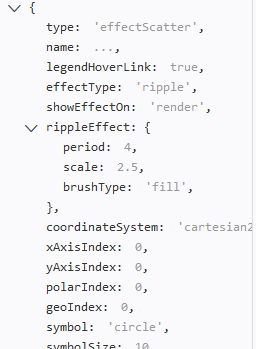 {
type: 'effectScatter',
name: ...,
legendHoverLink: true,
effectType: 'ripple',
showEffectOn: 'render',
rippleEffect: {
period: 4,
scale: 2.5,
brushType: 'fill',
},
coordinateSystem: 'cartesian2
xAxisIndex: 0,
yAxisIndex: 0,
polarIndex: 0,
geoIndex: 0,
symbol: 'circle',
symbolSize: 10